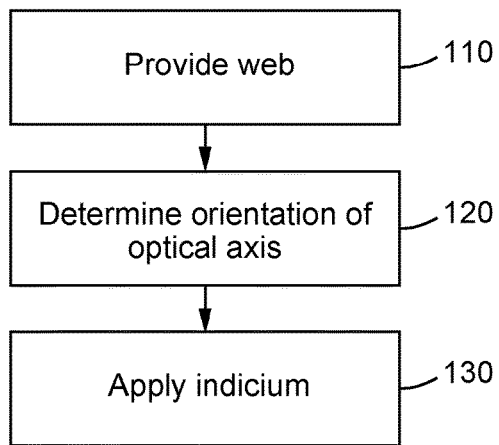 Provide web
110
Determine orientation of
optical axis
120
Apply indicium
130